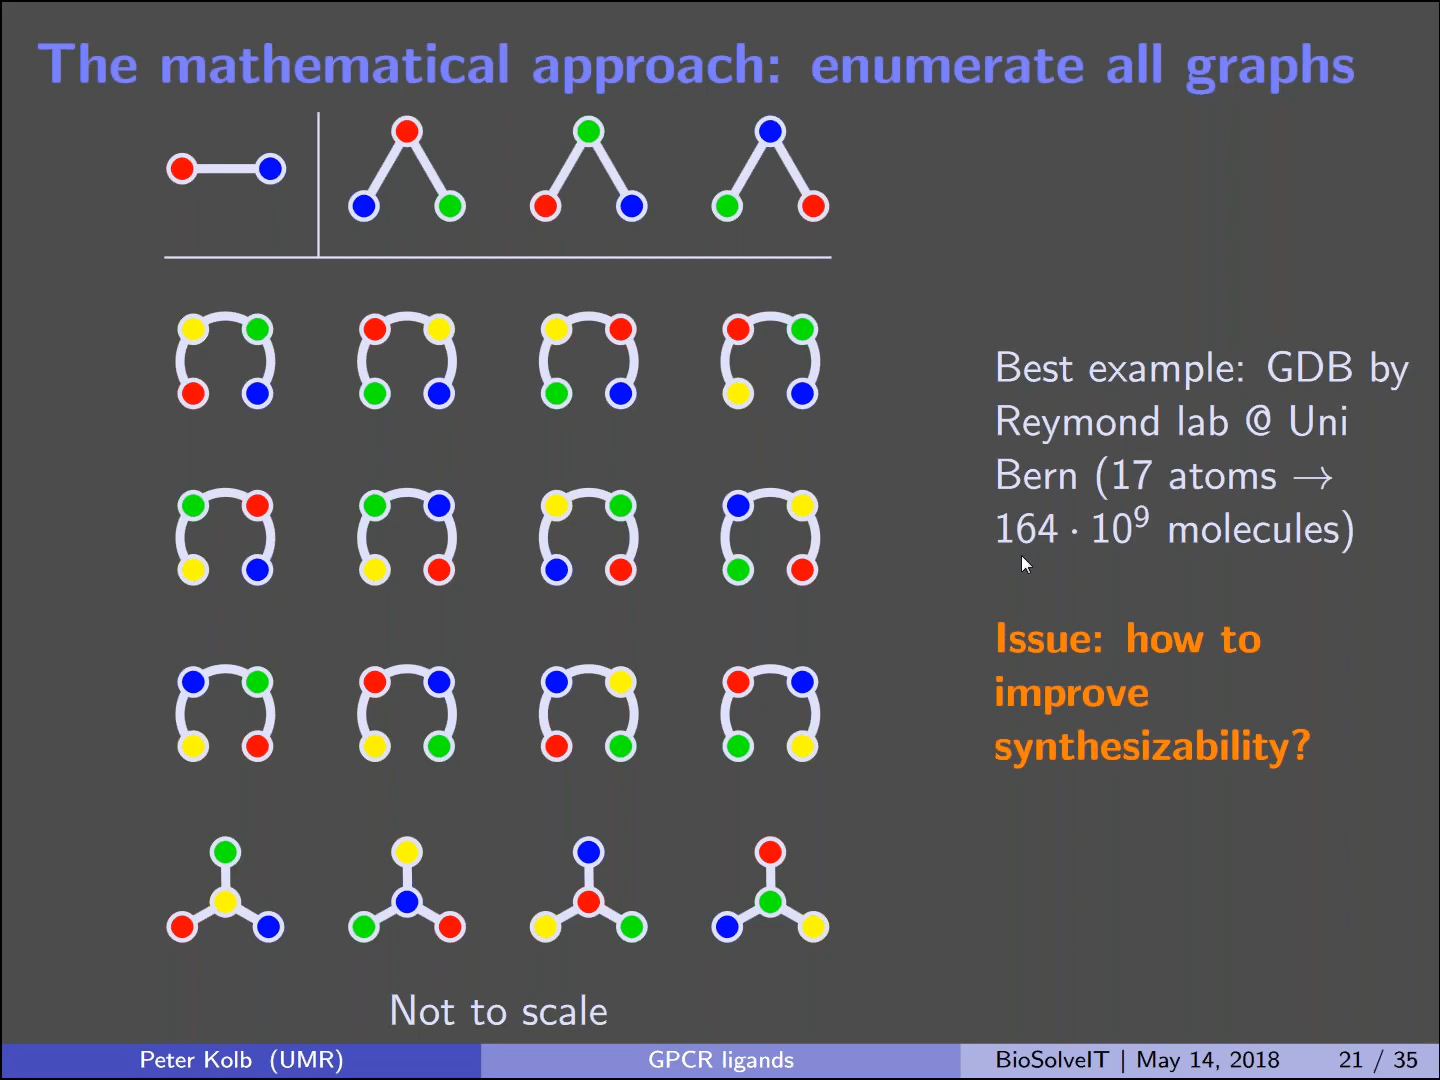 The mathematical approach: enumerate all graphs
Best example: GDB by
Reymond lab @ Uni
Bern (17 atoms →
164 · 10⁹ molecules)
Issue: how to
improve
synthesizability?
Not to scale
Peter Kolb (UMR)
GPCR ligands
BioSolveIT | May 14, 2018
21 / 35